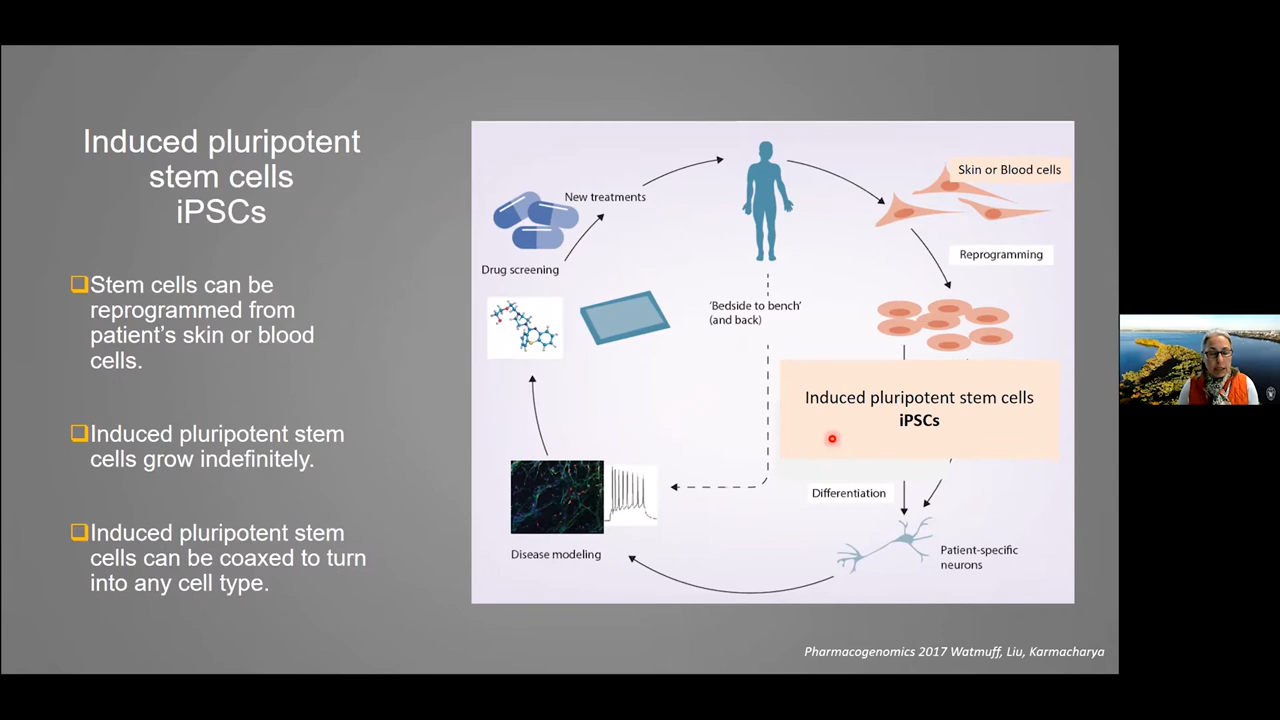 Induced pluripotent
stem cells
iPSCs
❑Stem cells can be
reprogrammed from
patient’s skin or blood
cells.
❑Induced pluripotent stem
cells grow indefinitely.
❑Induced pluripotent stem
cells can be coaxed to turn
into any cell type.
New treatments
Drug screening
Skin or Blood cells
Reprogramming
‘Bedside to bench’
(and back)
Induced pluripotent stem cells
iPSCs
Differentiation
Patient-specific
neurons
Disease modeling
Pharmacogenomics 2017 Watmuff, Liu, Karmacharya